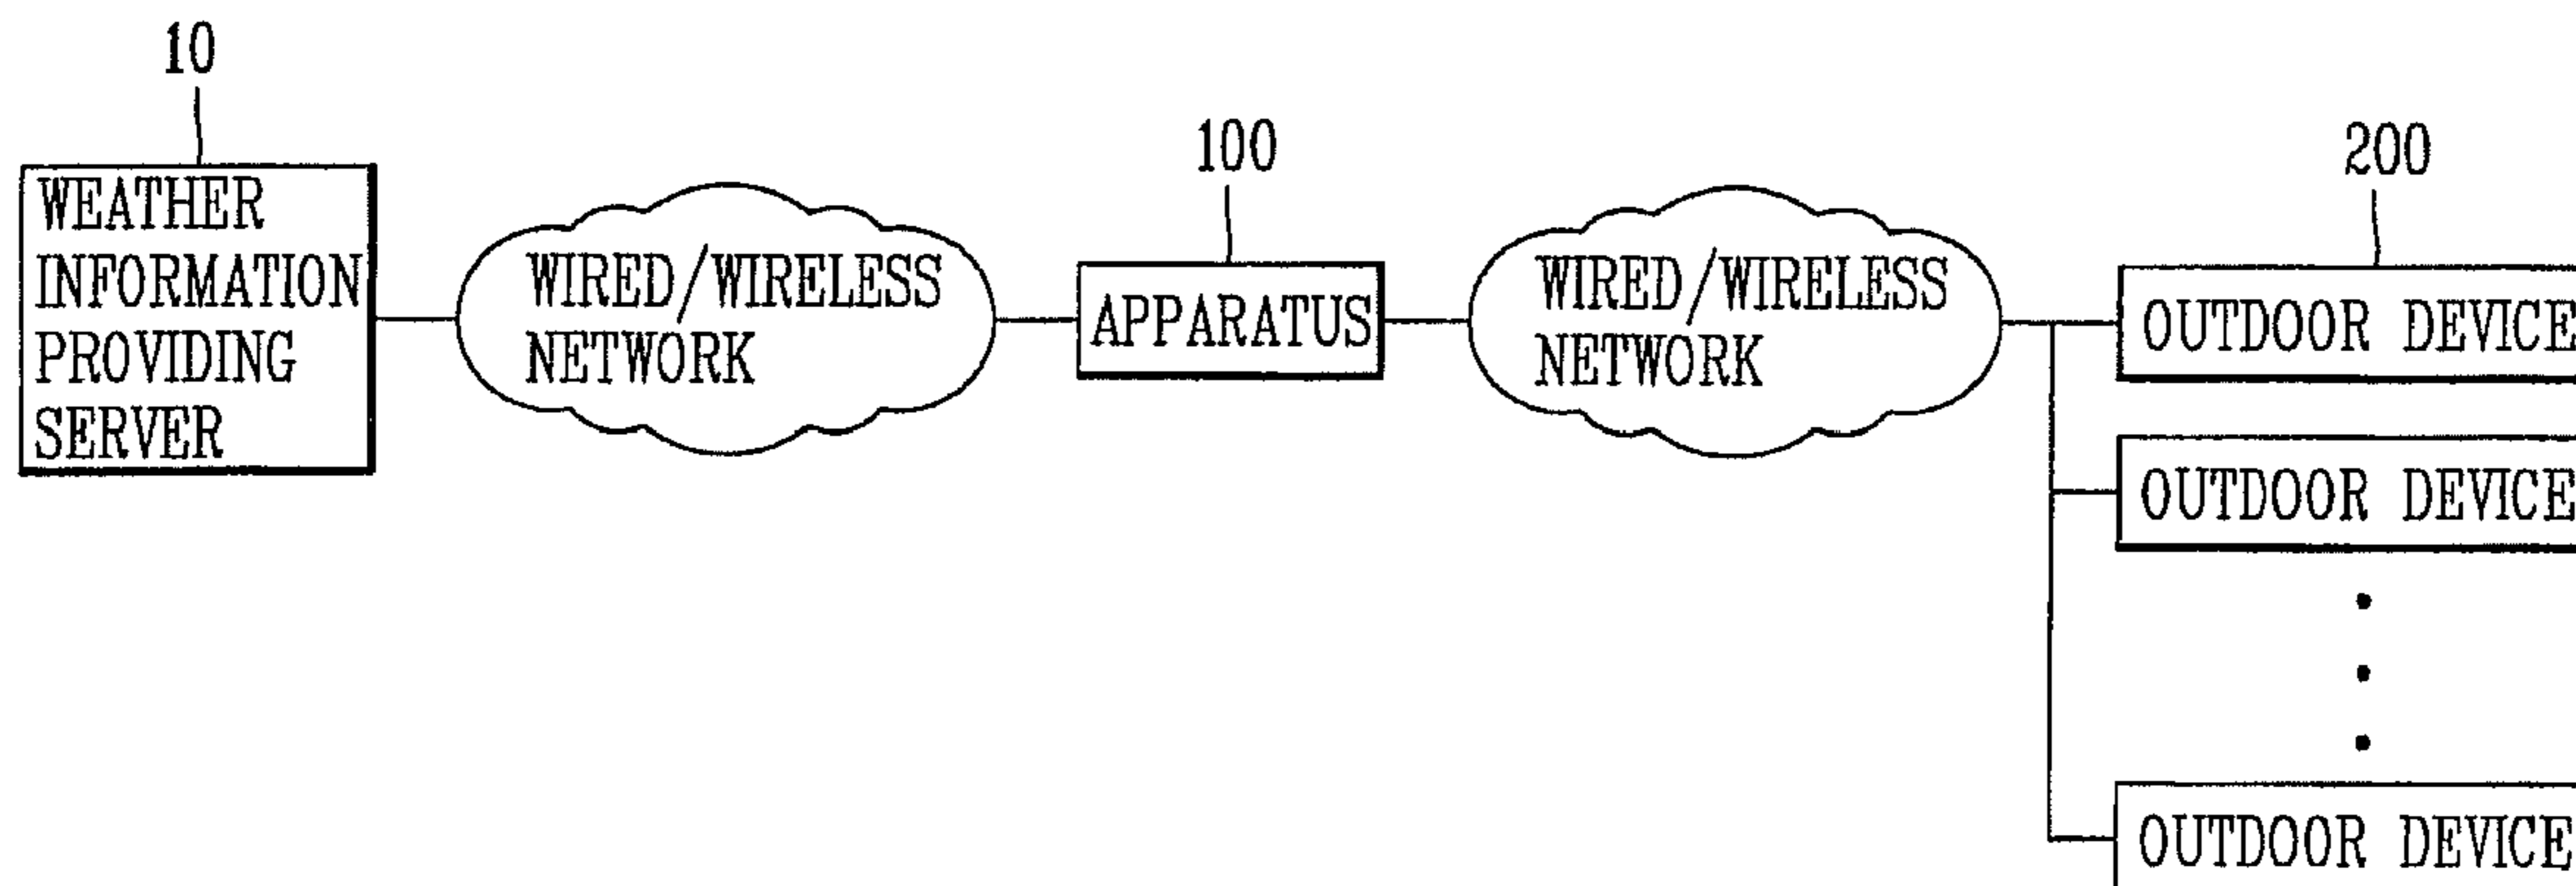 10
WEATHER
INFORMATION
PROVIDING
SERVER
WIRED/WIRELESS
NETWORK
100
APPARATUS
WIRED/WIRELESS
NETWORK
200
OUTDOOR DEVICE
OUTDOOR DEVICE
OUTDOOR DEVICE